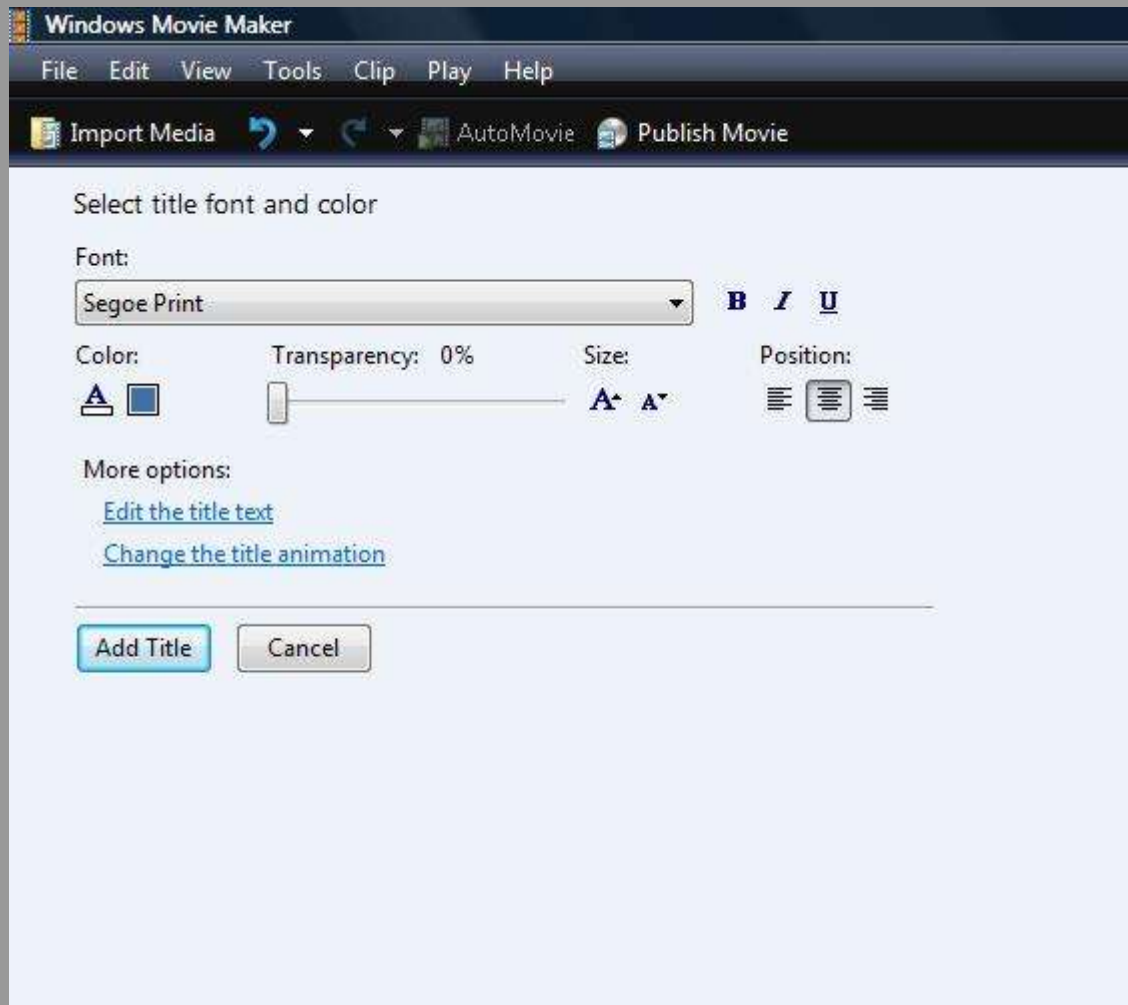 Windows Movie Maker
File Edit View Tools Clip Play Help
Import Media AutoMovie Publish Movie
Select title font and color
Font:
Segoe Print B I U
Color: Transparency: 0% Size: Position:
A A A
More options:
Edit the title text
Change the title animation
Add Title Cancel